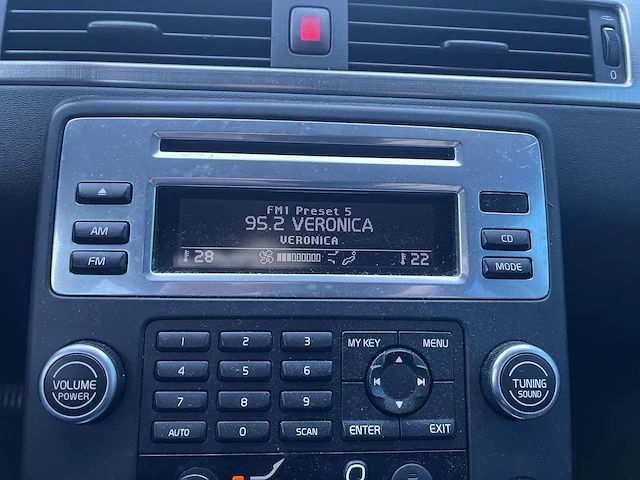 0
FM1 Preset 5
95.2 VERONICA
VERONICA
28
22
AM
FM
CD
MODE
1 2 3
MY KEY MENU
4 5 6
7 8 9
AUTO 0 SCAN
ENTER EXIT
VOLUME
POWER
TUNING
SOUND